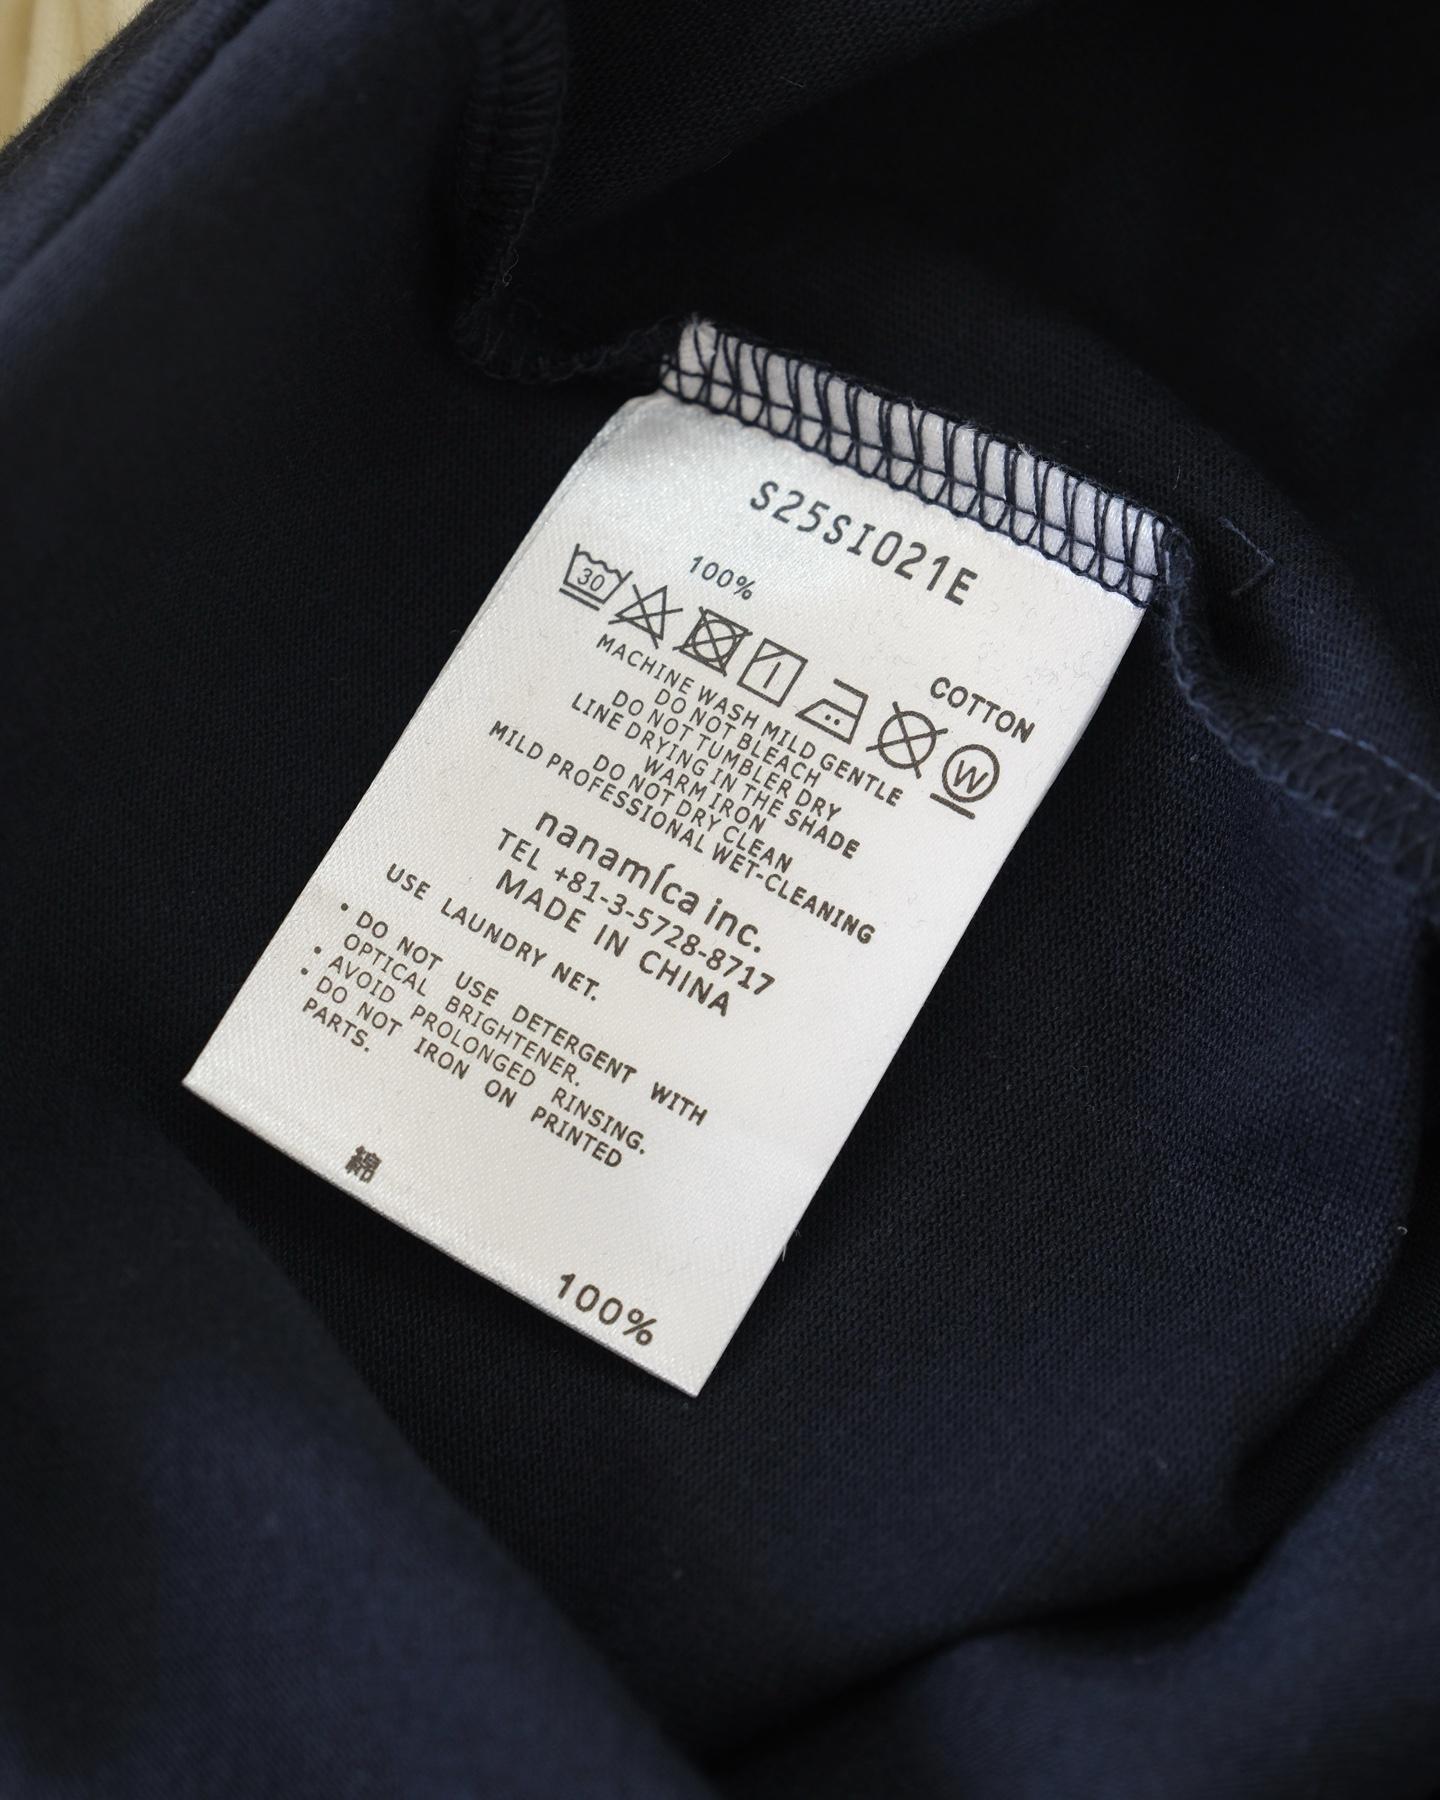 S25SI021E
100% COTTON
30
W
MACHINE WASH MILD GENTLE
DO NOT BLEACH
DO NOT TUMBLER DRY
LINE DRYING IN THE SHADE
WARM IRON
DO NOT DRY CLEAN
MILD PROFESSIONAL WET-CLEANING
nanamíca inc.
TEL +81-3-5728-8717
MADE IN CHINA
USE LAUNDRY NET.
• DO NOT USE DETERGENT WITH
OPTICAL BRIGHTENER.
• AVOID PROLONGED RINSING.
• DO NOT IRON ON PRINTED
PARTS.
綿 100%